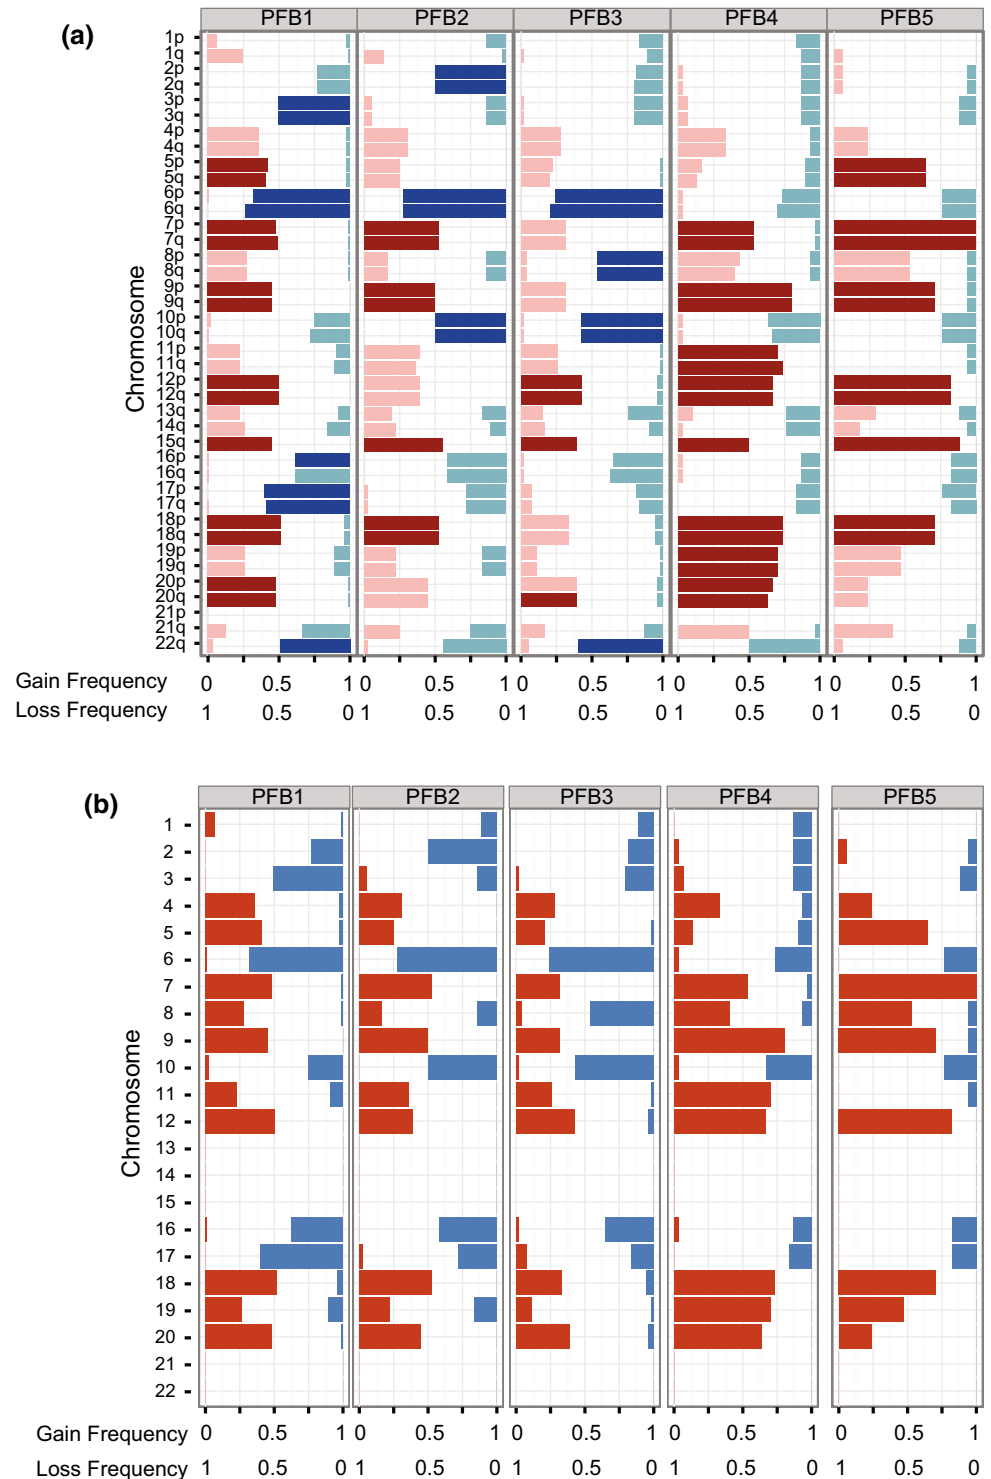 (a)
PFB1 PFB2 PFB3 PFB4 PFB5
Chromosome
1p
1q
2p
2q
3p
3q
4p
4q
5p
5q
6p
6q
7p
7q
8p
8q
9p
9q
10p
10q
11p
11q
12p
12q
13q
14q
15q
16p
16q
17p
17q
18p
18q
19p
19q
20p
20q
21p
21q
22q
Gain Frequency 0 0.5 1 0 0.5 1 0 0.5 1 0 0.5 1 0 0.5 1
Loss Frequency 1 0.5 0 1 0.5 0 1 0.5 0 1 0.5 0 1 0.5 0
(b)
PFB1 PFB2 PFB3 PFB4 PFB5
Chromosome
1
2
3
4
5
6
7
8
9
10
11
12
13
14
15
16
17
18
19
20
21
22
Gain Frequency 0 0.5 1 0 0.5 1 0 0.5 1 0 0.5 1 0 0.5 1
Loss Frequency 1 0.5 0 1 0.5 0 1 0.5 0 1 0.5 0 1 0.5 0